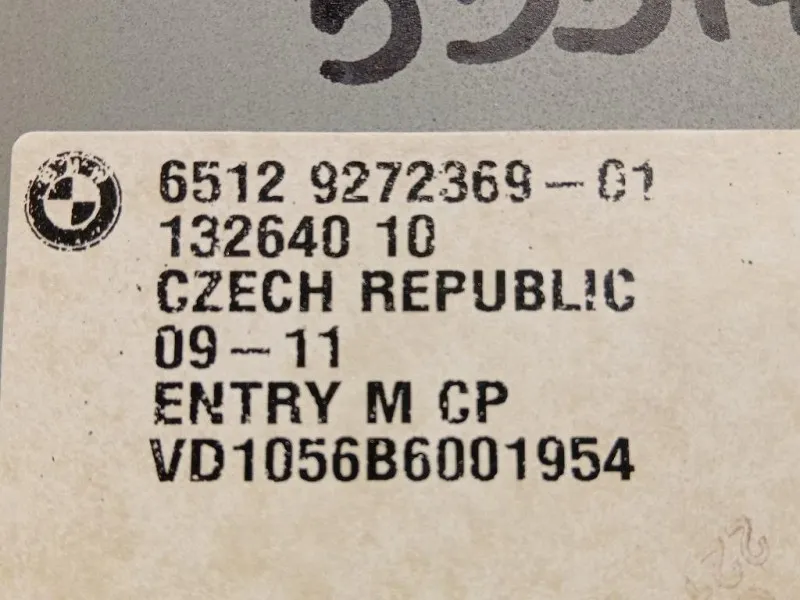 6512 9272369-01
132640 10
CZECH REPUBLIC
09-11
ENTRY M CP
VD1056B6001954